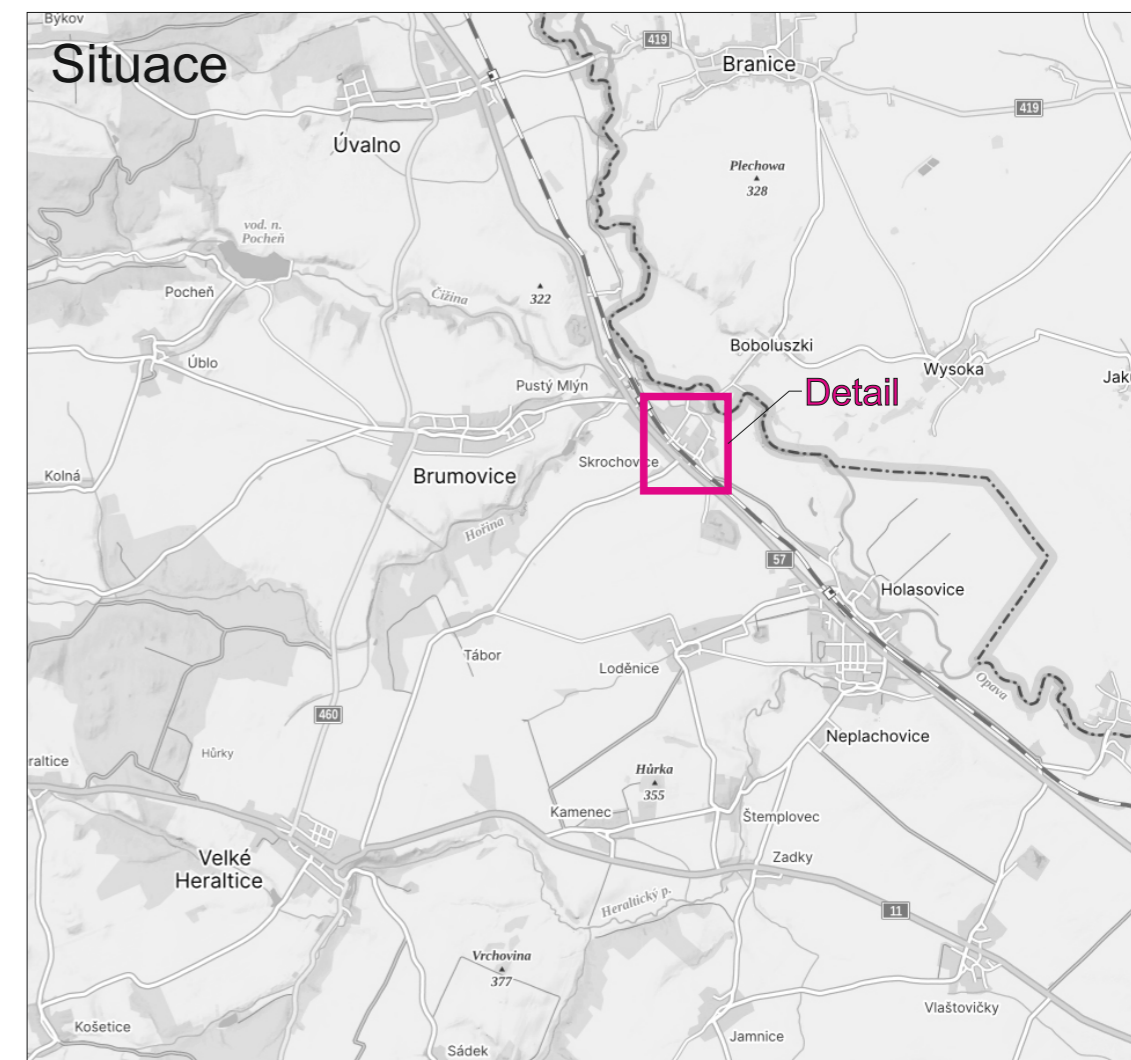 Býkov
Situace
419
Branice
419
Úvalno
Plechowa
328
vod. n.
Pocheň
Pocheň
Čižina
322
Boboluszki
Úblo
Wysoka
Jak
Pustý Mlýn
Detail
Kolná
Brumovice
Skrochovice
Hořina
57
Holasovice
Tábor
Loděnice
Opava
460
Neplachovice
Hůrky
raltice
Hůrka
355
Kamenec
Štemplovec
Velké
Heraltice
Zadky
Heraltický p.
11
Vrchovina
377
Vlaštovičky
Košetice
Jamnice
Sádek